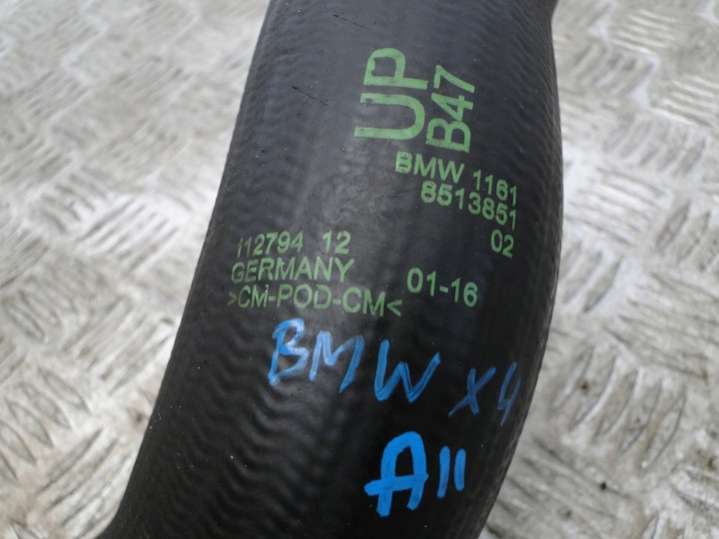 UP
B47
BMW 1161
8513851
02
112794 12
GERMANY
01-16
>CM-POD-CM<
BMW X4
A11